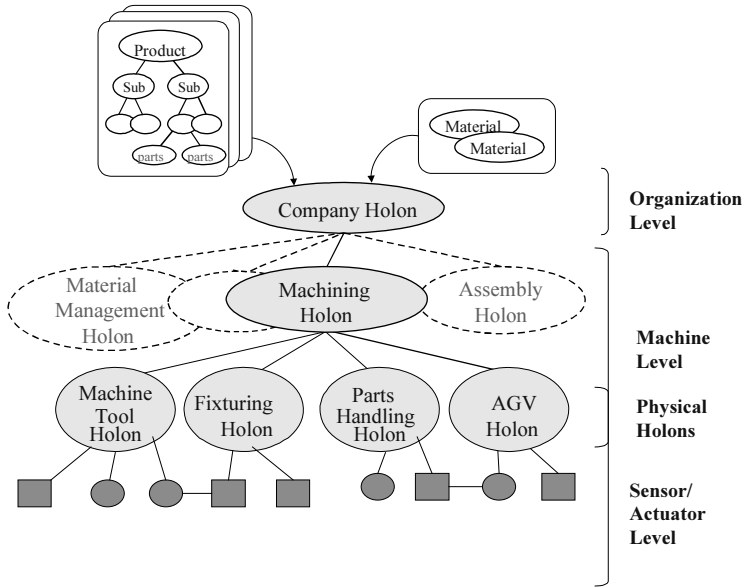 Product
Sub Sub
parts parts
Material
Material
Company Holon
Organization
Level
Material
Management
Holon
Machining
Holon
Assembly
Holon
Machine
Level
Machine
Tool
Holon
Fixturing
Holon
Parts
Handling
Holon
AGV
Holon
Physical
Holons
Sensor/
Actuator
Level